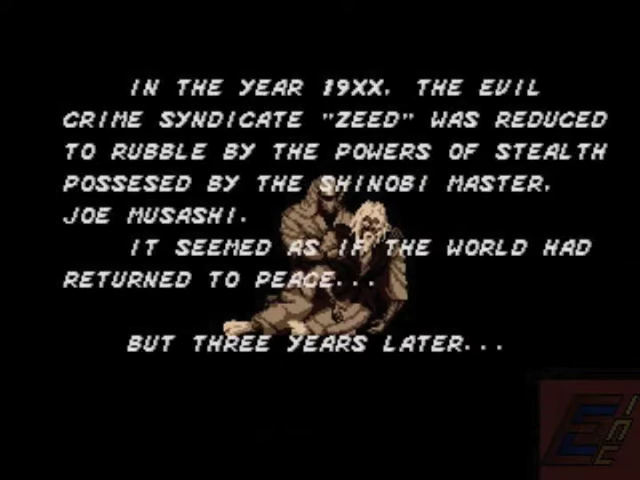 IN THE YEAR 19XX, THE EVIL
CRIME SYNDICATE "ZEED" WAS REDUCED
TO RUBBLE BY THE POWERS OF STEALTH
POSSESED BY THE SHINOBI MASTER,
JOE MUSASHI.
IT SEEMED AS IF THE WORLD HAD
RETURNED TO PEACE...
BUT THREE YEARS LATER...
E INC